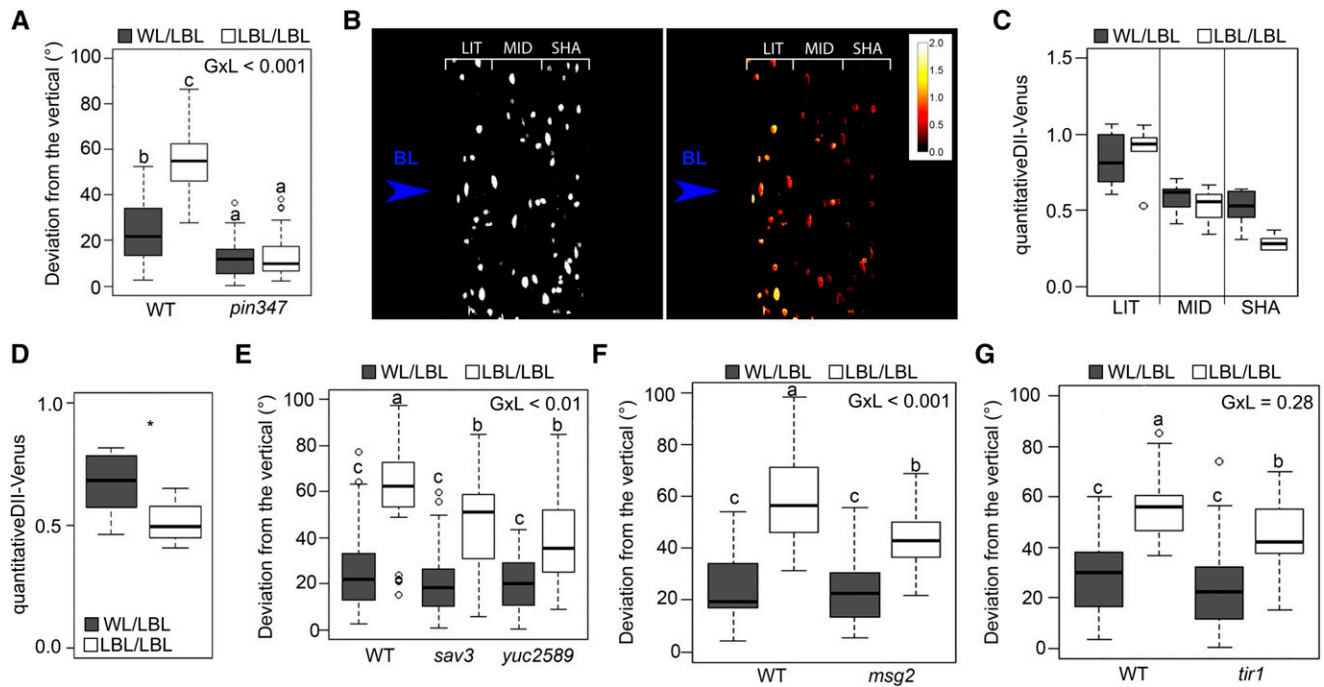 A
WL/LBL LBL/LBL
Deviation from the vertical (°)
100
80
60
40
20
0
GxL < 0.001
b
c
a
a
WT pin347
B
LIT MID SHA
BL
LIT MID SHA
BL
2.0
1.5
1.0
0.5
0.0
C
WL/LBL LBL/LBL
quantitativeDII-Venus
1.5
1.0
0.5
0.0
LIT MID SHA
D
quantitativeDII-Venus
1.0
0.5
0.0
*
WL/LBL
LBL/LBL
E
WL/LBL LBL/LBL
Deviation from the vertical (°)
100
80
60
40
20
0
GxL < 0.01
c
a
c
b
c
b
WT sav3 yuc2589
F
WL/LBL LBL/LBL
Deviation from the vertical (°)
100
80
60
40
20
0
GxL < 0.001
c
a
c
b
WT msg2
G
WL/LBL LBL/LBL
Deviation from the vertical (°)
100
80
60
40
20
0
GxL = 0.28
c
a
c
b
WT tir1